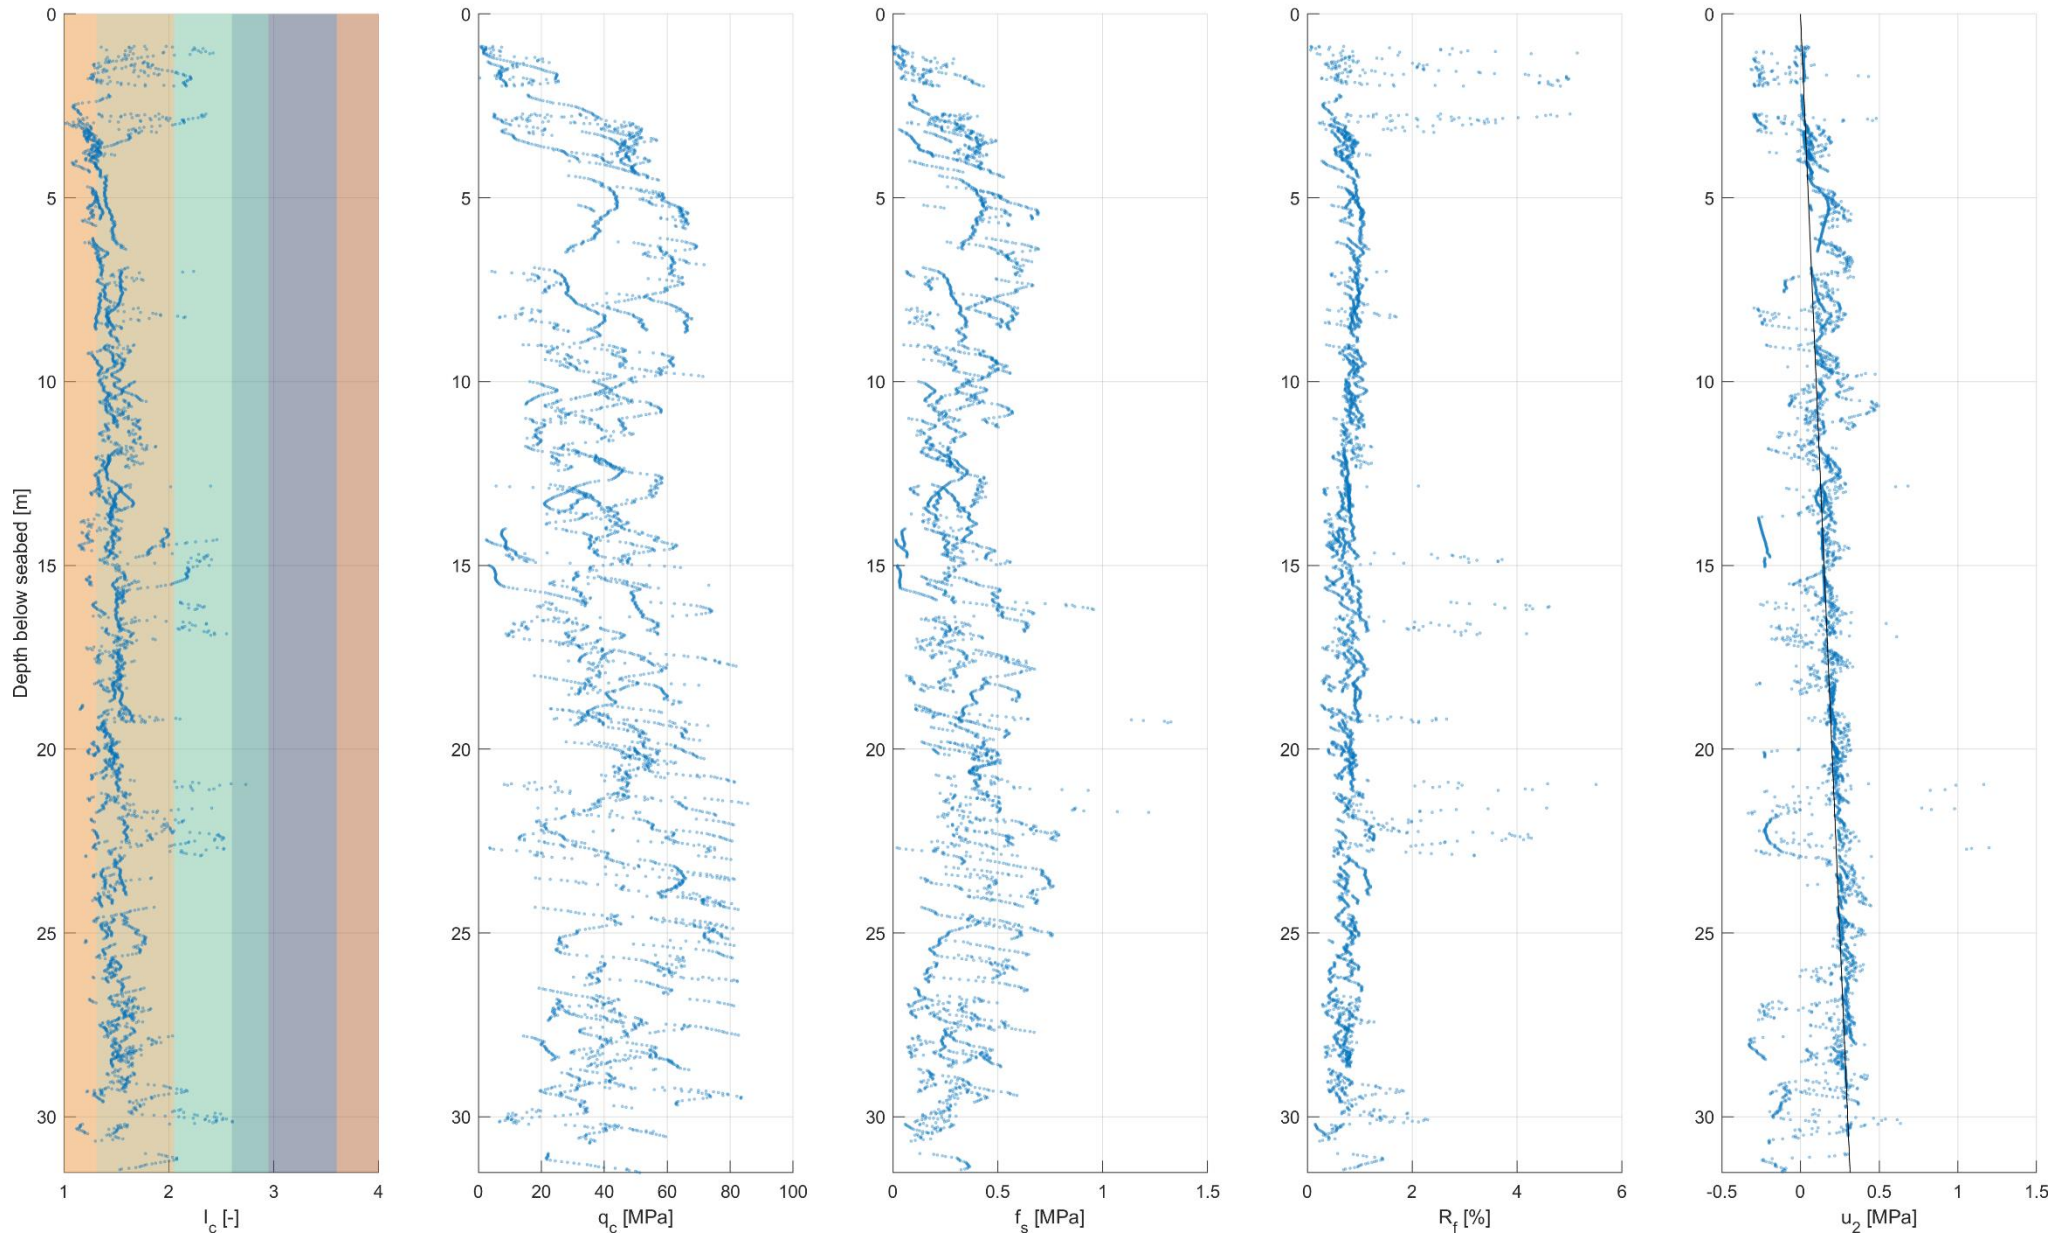 0 0 0 0 0
5 5 5 5 5
10 10 10 10 10
Depth below seabed [m]
15 15 15 15 15
20 20 20 20 20
25 25 25 25 25
30 30 30 30 30
1 2 3 4 0 20 40 60 80 100 0 0.5 1 1.5 0 2 4 6 -0.5 0 0.5 1 1.5
I_c [-] q_c [MPa] f_s [MPa] R_f [%] u_2 [MPa]